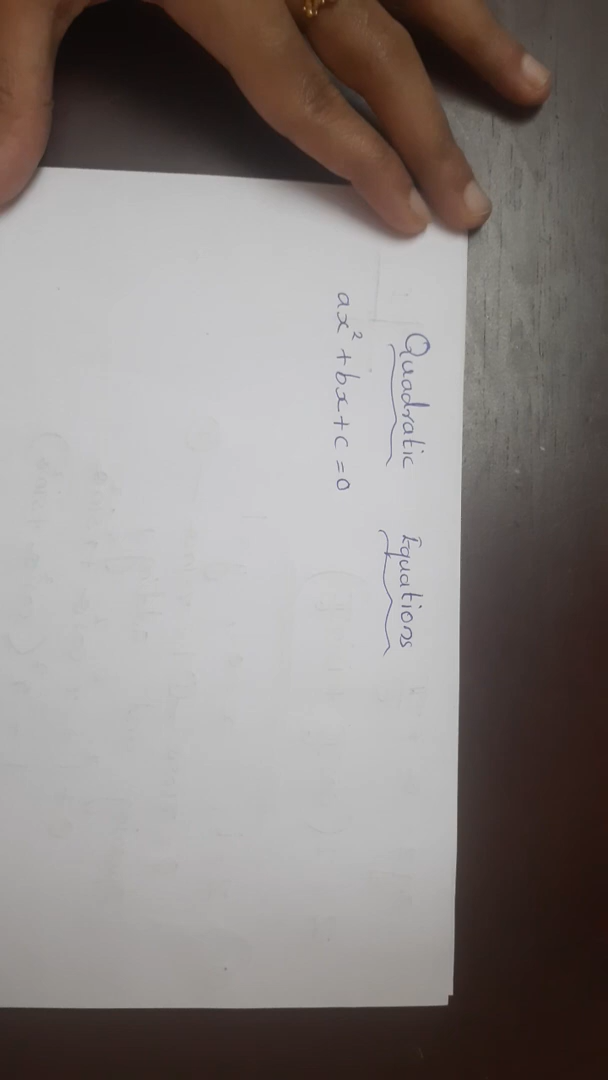 Quadratic Equations
ax² + bx + c = 0